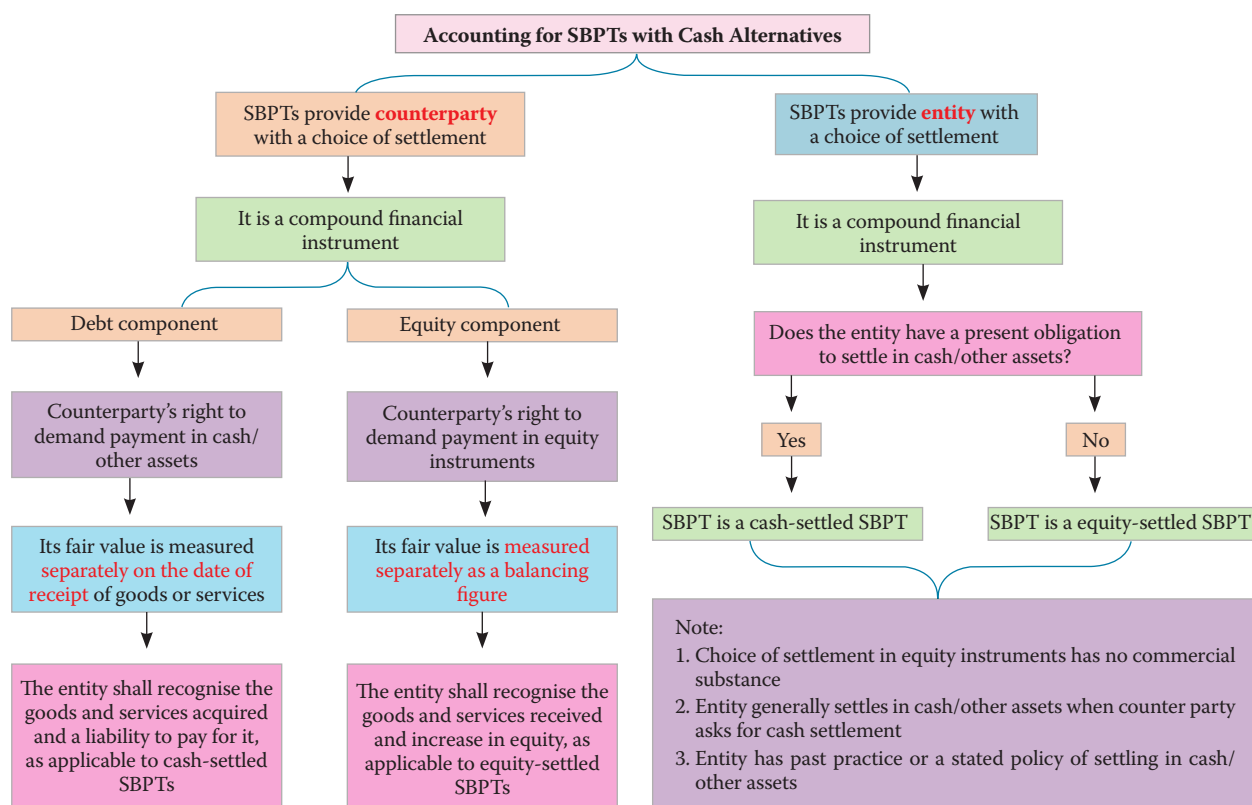 Accounting for SBPTs with Cash Alternatives
SBPTs provide counterparty
with a choice of settlement
It is a compound financial
instrument
Debt component
Counterparty's right to
demand payment in cash/
other assets
Its fair value is measured
separately on the date of
receipt of goods or services
The entity shall recognise the
goods and services acquired
and a liability to pay for it,
as applicable to cash-settled
SBPTs
Equity component
Counterparty's right to
demand payment in equity
instruments
Its fair value is measured
separately as a balancing
figure
The entity shall recognise the
goods and services received
and increase in equity, as
applicable to equity-settled
SBPTs
SBPTs provide entity with
a choice of settlement
It is a compound financial
instrument
Does the entity have a present obligation
to settle in cash/other assets?
Yes
SBPT is a cash-settled SBPT
No
SBPT is a equity-settled SBPT
Note:
1. Choice of settlement in equity instruments has no commercial
substance
2. Entity generally settles in cash/other assets when counter party
asks for cash settlement
3. Entity has past practice or a stated policy of settling in cash/
other assets